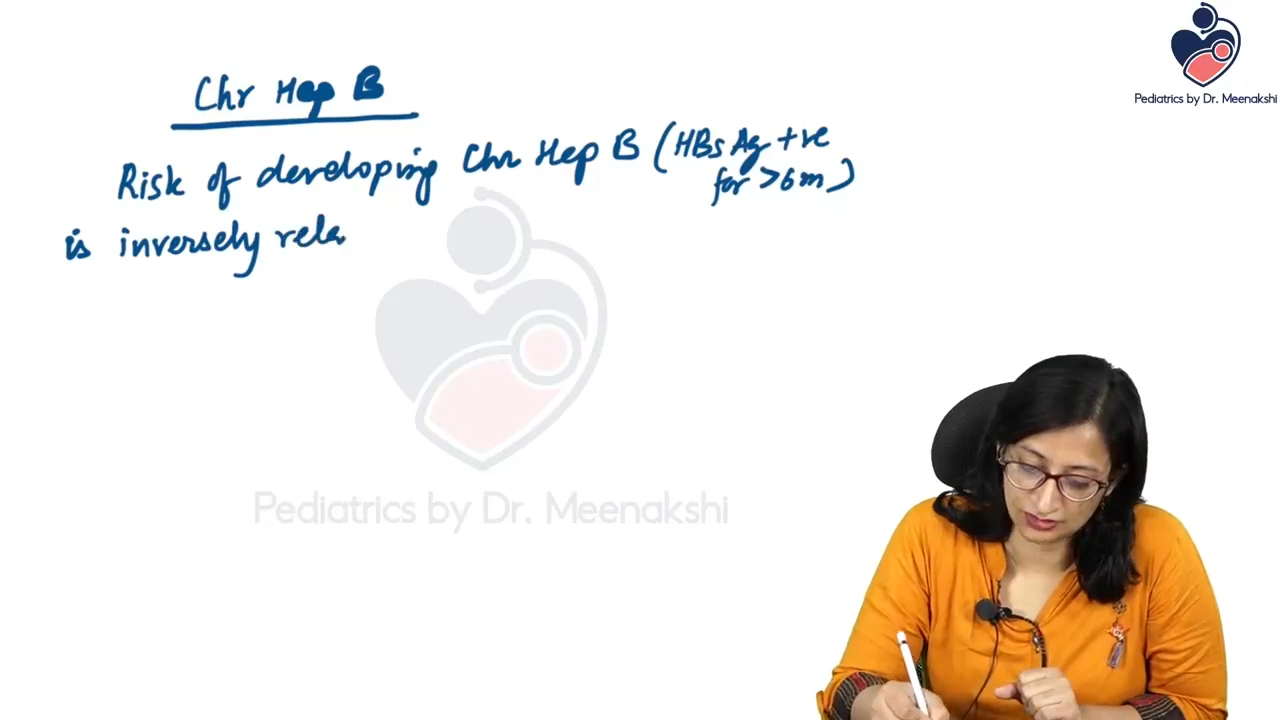 Pediatrics by Dr. Meenakshi
Chr Hep B
Risk of developing Chr Hep B (HBsAg +ve
for >6m)
is inversely rela
Pediatrics by Dr. Meenakshi